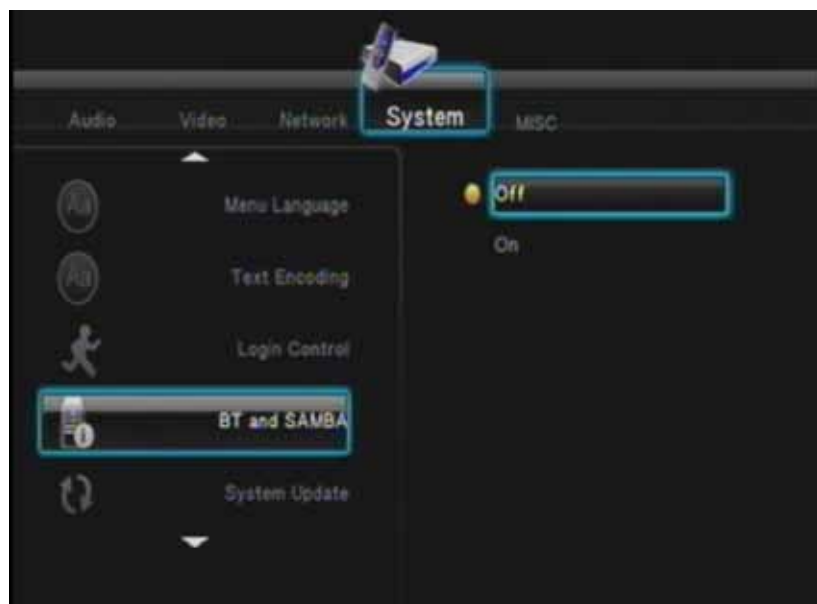 Audio Video Network System MISC
Menu Language
Text Encoding
Login Control
BT and SAMBA
System Update
Off
On